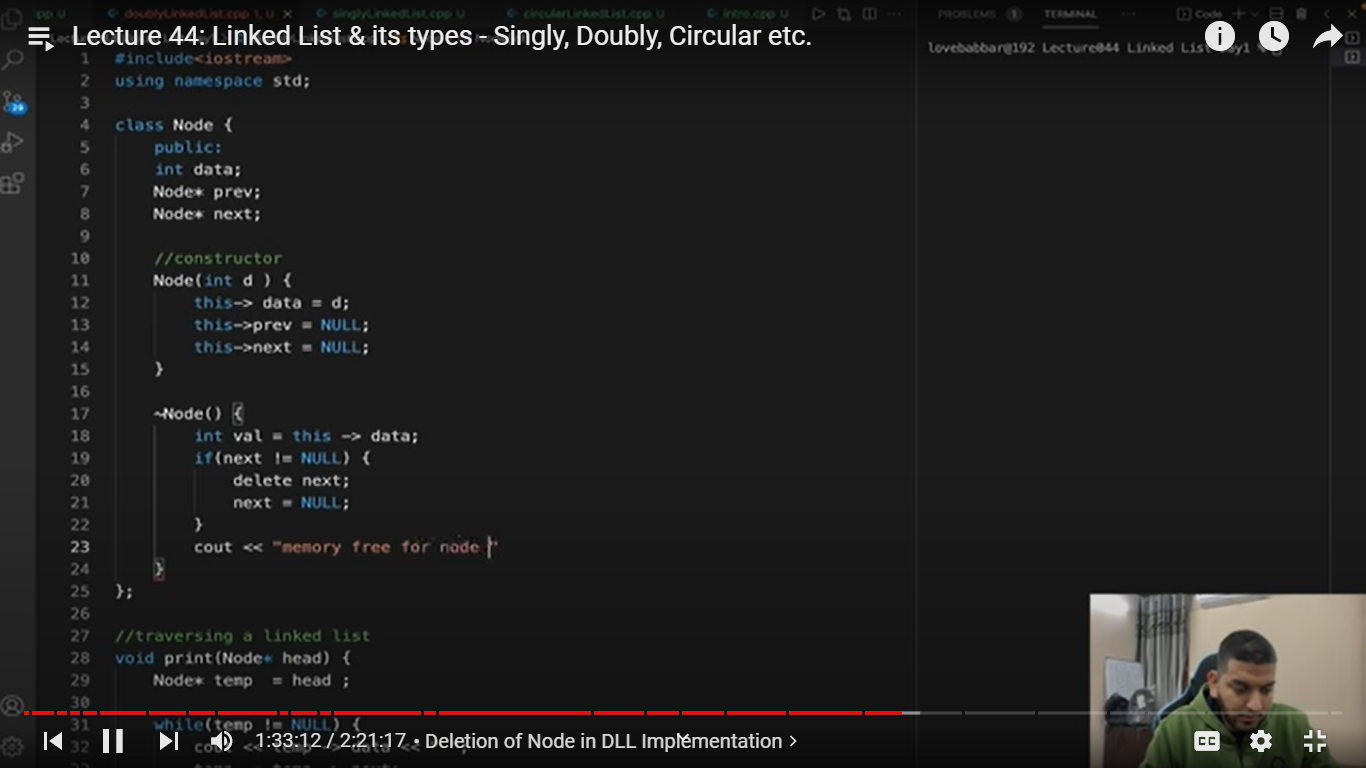 doublyLinkedList.cpp 1, U
singlyLinkedList.cpp U
circularLinkedList.cpp U
intro.cpp U
PROBLEMS 1
TERMINAL
Code
Lecture 44: Linked List & its types - Singly, Doubly, Circular etc.
lovebabbar@192 Lecture044 Linked List Day1 %
1 #include<iostream>
2 using namespace std;
3
4 class Node {
5 public:
6 int data;
7 Node* prev;
8 Node* next;
9
10 //constructor
11 Node(int d ) {
12 this-> data = d;
13 this->prev = NULL;
14 this->next = NULL;
15 }
16
17 ~Node() {
18 int val = this -> data;
19 if(next != NULL) {
20 delete next;
21 next = NULL;
22 }
23 cout << "memory free for node "
24 }
25 };
26
27 //traversing a linked list
28 void print(Node* head) {
29 Node* temp = head ;
30
31 while(temp != NULL) {
32
1:33:12 / 2:21:17 • Deletion of Node in DLL Implementation >
CC